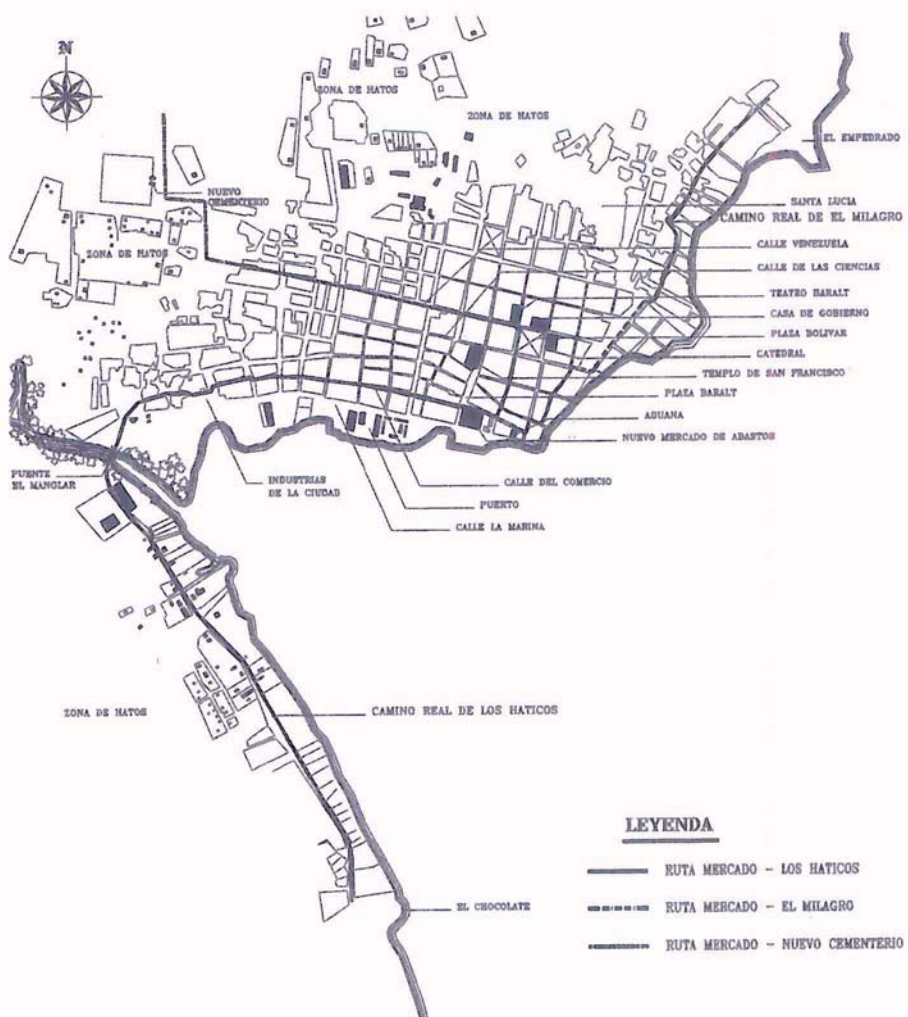 N
ZONA DE HATOS
ZONA DE HATOS
EL EMPEDRADO
NUEVO
CEMENTERIO
SANTA LUCIA
CAMINO REAL DE EL MILAGRO
ZONA DE HATOS
CALLE VENEZUELA
CALLE DE LAS CIENCIAS
TEATRO BARALT
CASA DE GOBIERNO
PLAZA BOLIVAR
CATEDRAL
TEMPLO DE SAN FRANCISCO
PLAZA BARALT
ADUANA
NUEVO MERCADO DE ABASTOS
PUENTE
EL MANGLAR
INDUSTRIAS
DE LA CIUDAD
CALLE DEL COMERCIO
PUERTO
CALLE LA MARINA
ZONA DE HATOS
CAMINO REAL DE LOS HATICOS
EL CHOCOLATE
LEYENDA
RUTA MERCADO - LOS HATICOS
RUTA MERCADO - EL MILAGRO
RUTA MERCADO - NUEVO CEMENTERIO